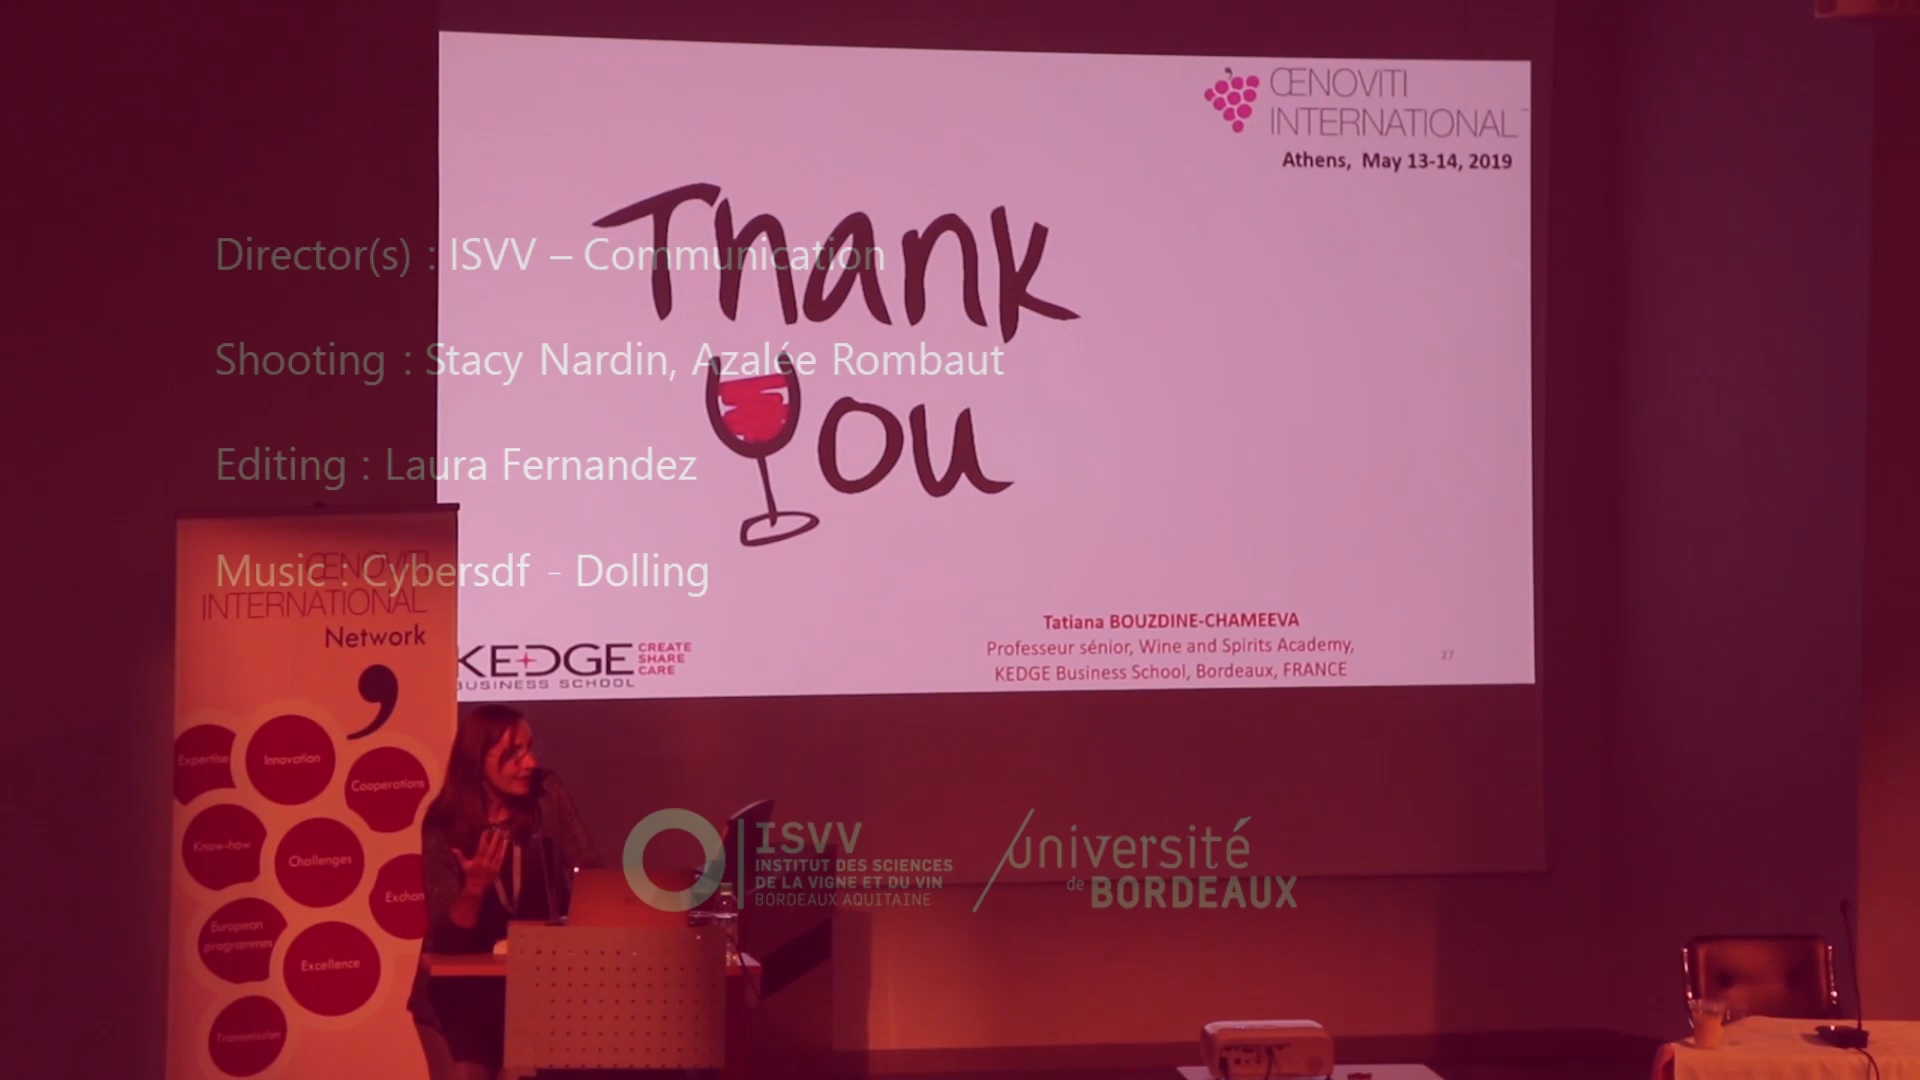 ŒNOVITI
INTERNATIONAL
Athens, May 13-14, 2019
Thank
You
Director(s) : ISVV – Communication
Shooting : Stacy Nardin, Azalée Rombaut
Editing : Laura Fernandez
Music : Cybersdf - Dolling
ŒNOVITI
INTERNATIONAL
Network
Expertise
Innovation
Cooperations
Know-how
Challenges
Exchan
European
programmes
Excellence
Transmission
KEDGE
BUSINESS SCHOOL
CREATE
SHARE
CARE
Tatiana BOUZDINE-CHAMEEVA
Professeur sénior, Wine and Spirits Academy,
KEDGE Business School, Bordeaux, FRANCE
27
ISVV
INSTITUT DES SCIENCES
DE LA VIGNE ET DU VIN
BORDEAUX AQUITAINE
université
de BORDEAUX